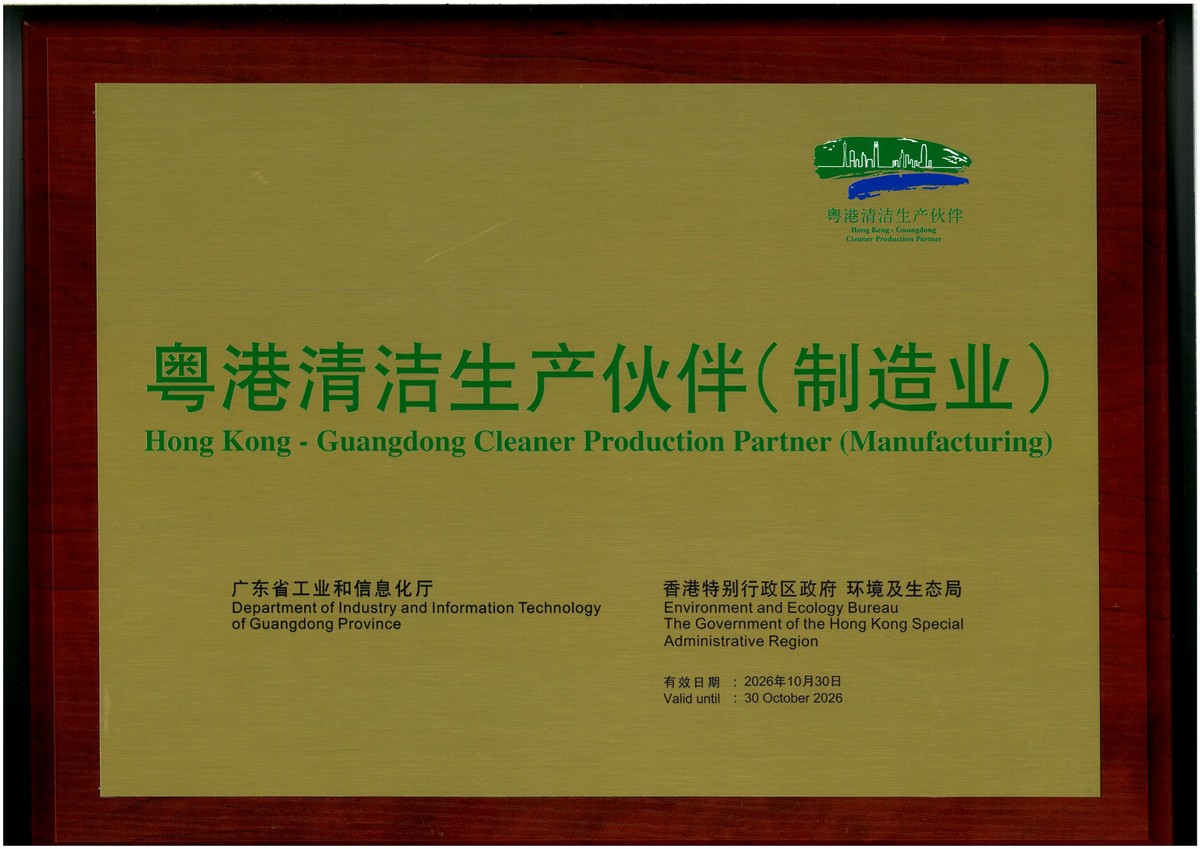 粤港清洁生产伙伴
Hong Kong - Guangdong
Cleaner Production Partner
粤港清洁生产伙伴(制造业)
Hong Kong - Guangdong Cleaner Production Partner (Manufacturing)
广东省工业和信息化厅
Department of Industry and Information Technology
of Guangdong Province
香港特别行政区政府 环境及生态局
Environment and Ecology Bureau
The Government of the Hong Kong Special
Administrative Region
有效日期 : 2026年10月30日
Valid until : 30 October 2026